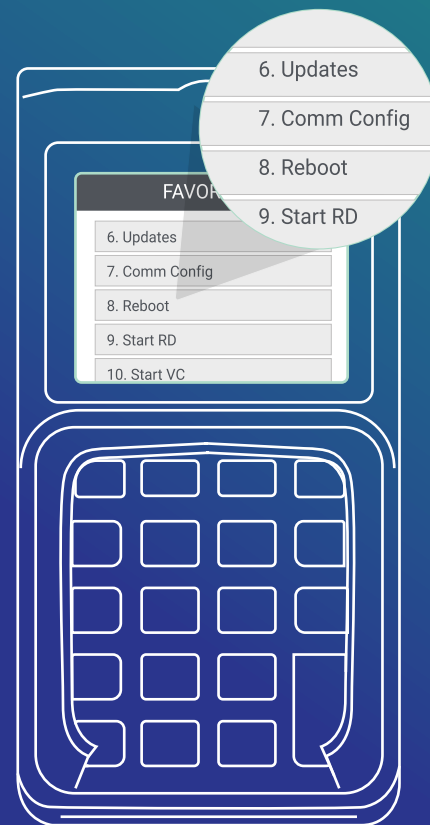 6. Updates
7. Comm Config
8. Reboot
9. Start RD
FAVOR
6. Updates
7. Comm Config
8. Reboot
9. Start RD
10. Start VC